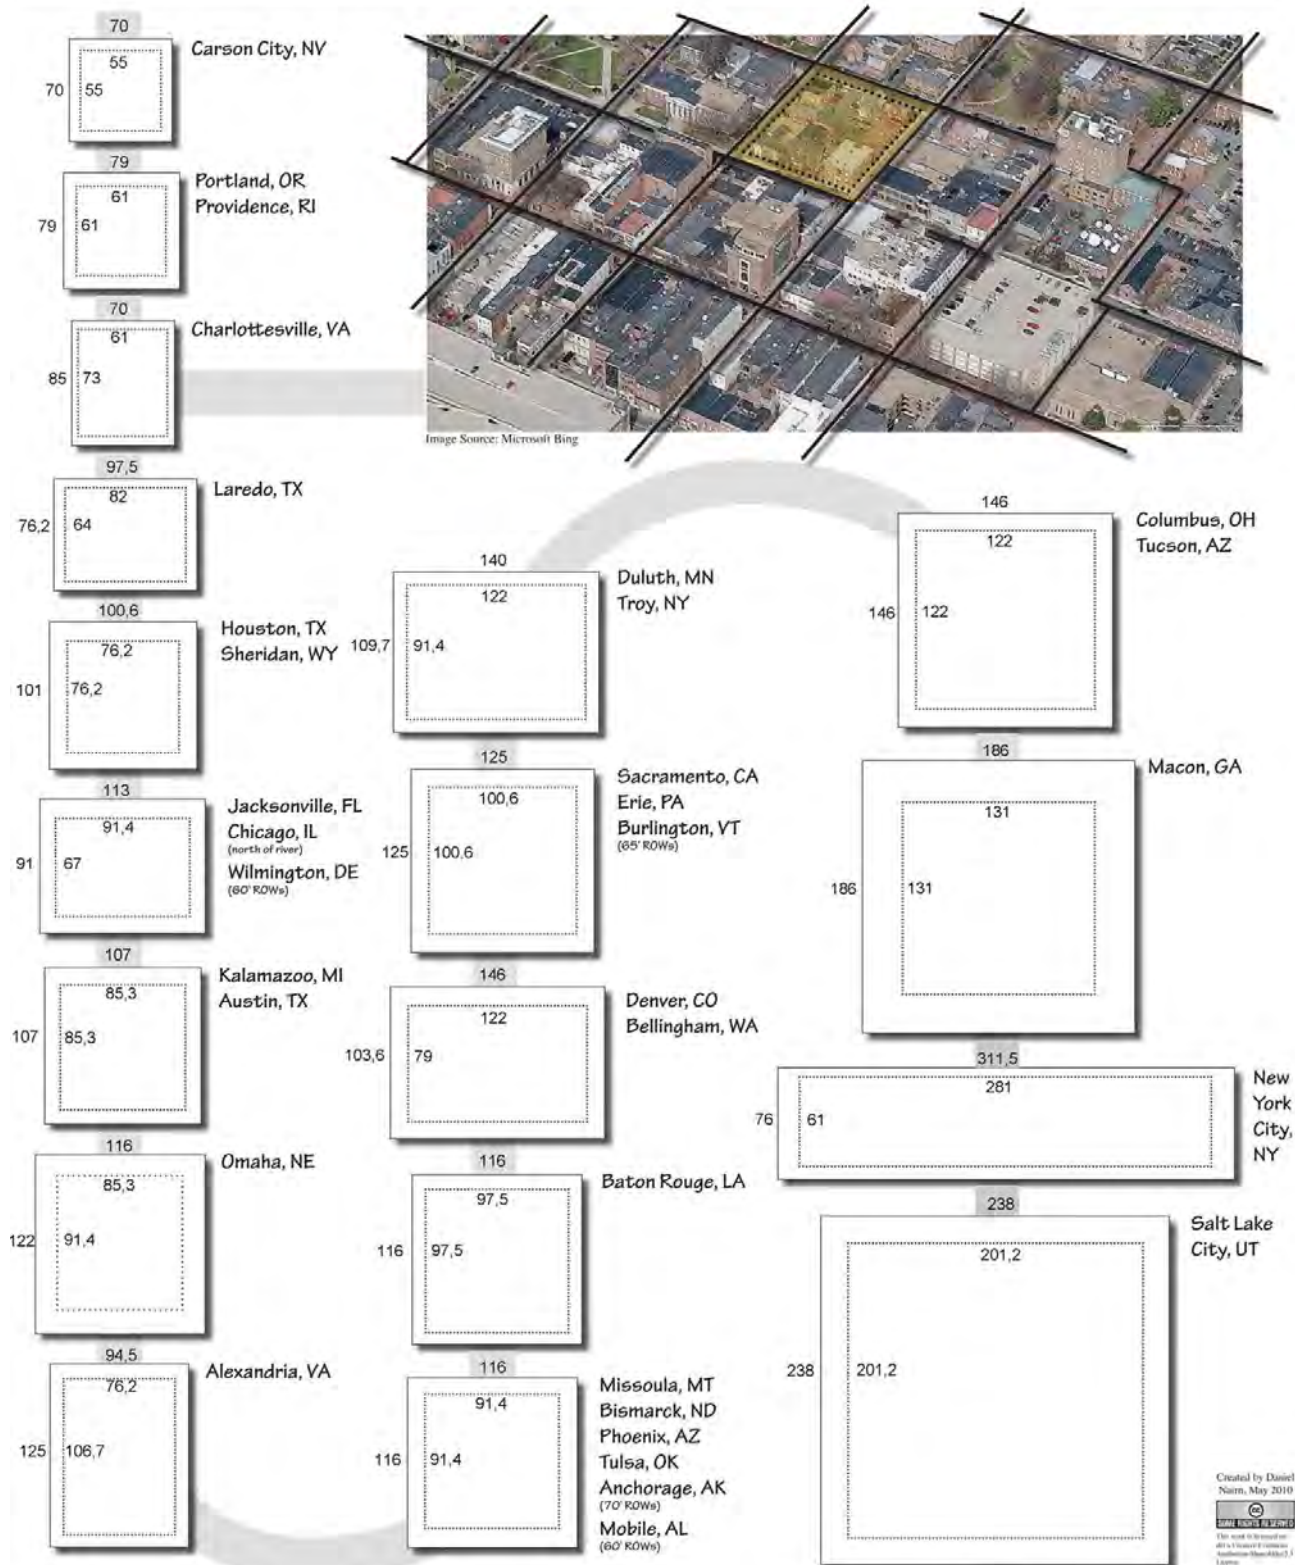 70
Carson City, NV
55
70
55
79
Portland, OR
Providence, RI
61
79
61
70
Charlottesville, VA
61
85
73
Image Source: Microsoft Bing
97,5
Laredo, TX
82
76,2
64
100,6
Houston, TX
Sheridan, WY
76,2
101
76,2
113
Jacksonville, FL
Chicago, IL
(north of river)
Wilmington, DE
(60' ROWs)
91,4
91
67
107
Kalamazoo, MI
Austin, TX
85,3
107
85,3
116
Omaha, NE
85,3
122
91,4
94,5
Alexandria, VA
76,2
125
106,7
140
Duluth, MN
Troy, NY
122
109,7
91,4
125
Sacramento, CA
Erie, PA
Burlington, VT
(65' ROWs)
100,6
125
100,6
146
Denver, CO
Bellingham, WA
122
103,6
79
116
Baton Rouge, LA
97,5
116
97,5
116
Missoula, MT
Bismarck, ND
Phoenix, AZ
Tulsa, OK
Anchorage, AK
(70' ROWs)
Mobile, AL
(60' ROWs)
91,4
116
91,4
146
Columbus, OH
Tucson, AZ
122
146
122
186
Macon, GA
131
186
131
311,5
New
York
City,
NY
281
76
61
238
Salt Lake
City, UT
201,2
238
201,2
Created by Daniel
Nairn, May 2010
cc
SOME RIGHTS RESERVED